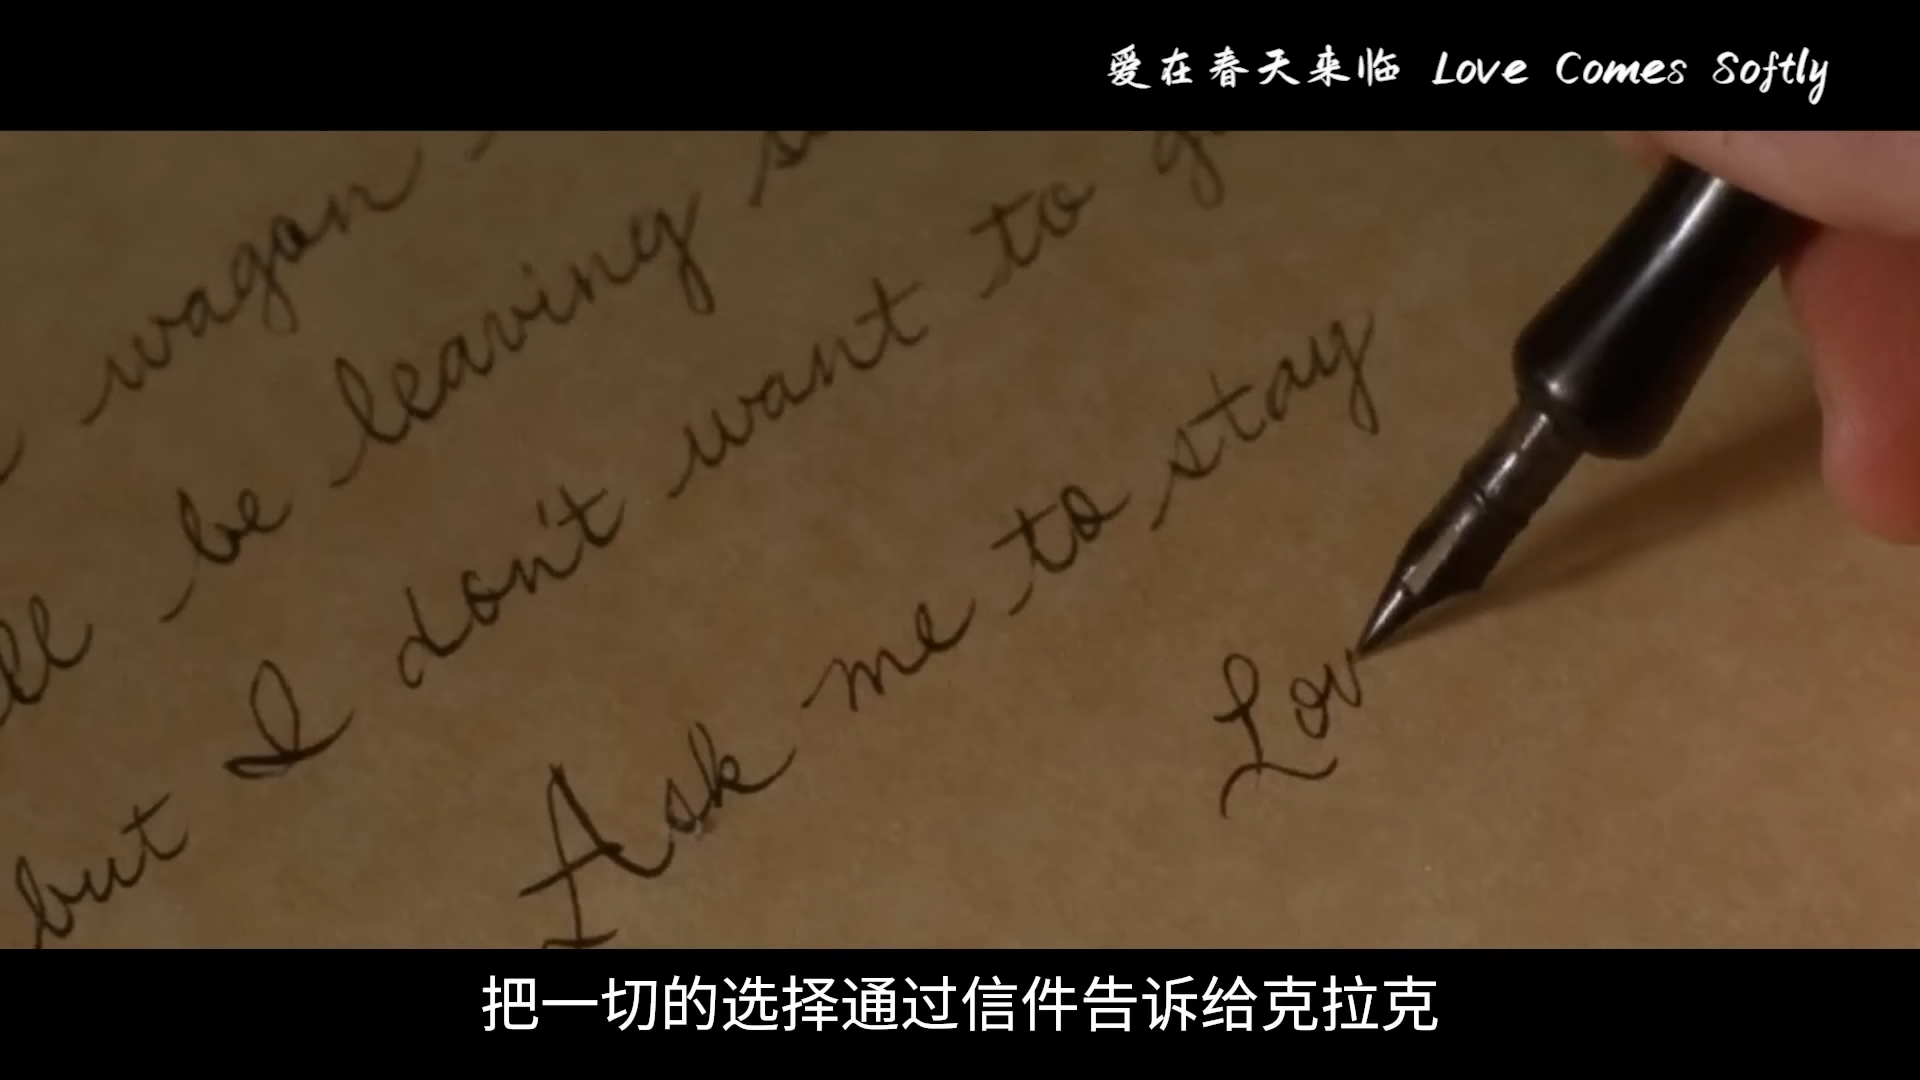 爱在春天来临 Love Comes Softly
wagon
be leaving
but I don't want to
Ask me to stay
Lov
把一切的选择通过信件告诉给克拉克